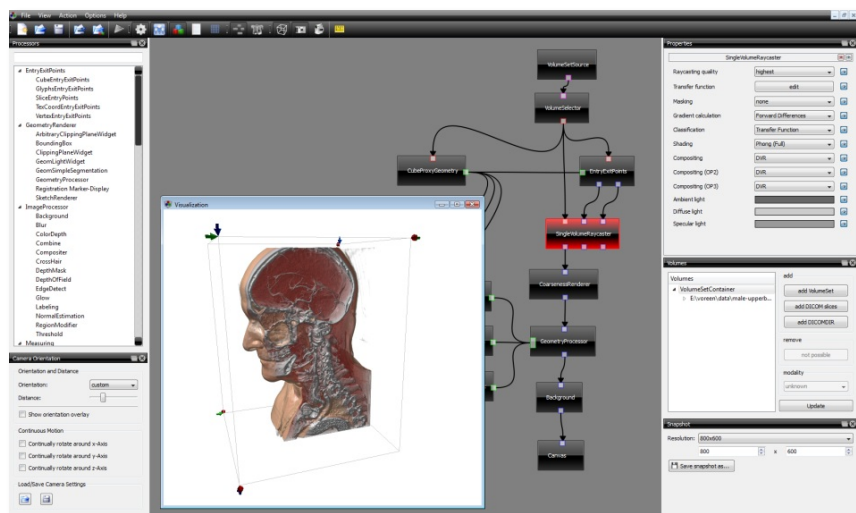 File View Action Options Help
Processors
EntryExitPoints
CubeEntryExitPoints
GlyphsEntryExitPoints
SliceEntryPoints
TexCoordEntryExitPoints
VertexEntryExitPoints
GeometryRenderer
ArbitraryClippingPlaneWidget
BoundingBox
ClippingPlaneWidget
GeomLightWidget
GeomSimpleSegmentation
GeometryProcessor
Registration Marker-Display
SketchRenderer
ImageProcessor
Background
Blur
ColorDepth
Combine
Compositer
CrossHair
DepthMask
DepthOfField
EdgeDetect
Glow
Labeling
NormalEstimation
RegionModifier
Threshold
Measuring
Camera Orientation
Orientation and Distance
Orientation: custom
Distance:
Show orientation overlay
Continuous Motion
Continually rotate around x-Axis
Continually rotate around y-Axis
Continually rotate around z-Axis
Load/Save Camera Settings
VolumeSetSource
VolumeSelector
CubeProxyGeometry
EntryExitPoints
SingleVolumeRaycaster
CoarsenessRenderer
GeometryProcessor
Background
Canvas
Visualization
Properties
SingleVolumeRaycaster
Raycasting quality highest
Transfer function edit
Masking none
Gradient calculation Forward Differences
Classification Transfer Function
Shading Phong (Full)
Compositing DVR
Compositing (OP2) DVR
Compositing (OP3) DVR
Ambient light
Diffuse light
Specular light
Volumes
Volumes
VolumeSetContainer
E:\voreen\data\male-upperb...
add
add VolumeSet
add DICOM slices
add DICOMDIR
remove
not possible
modality
unknown
Update
Snapshot
Resolution: 800x600
800 x 600
Save snapshot as...